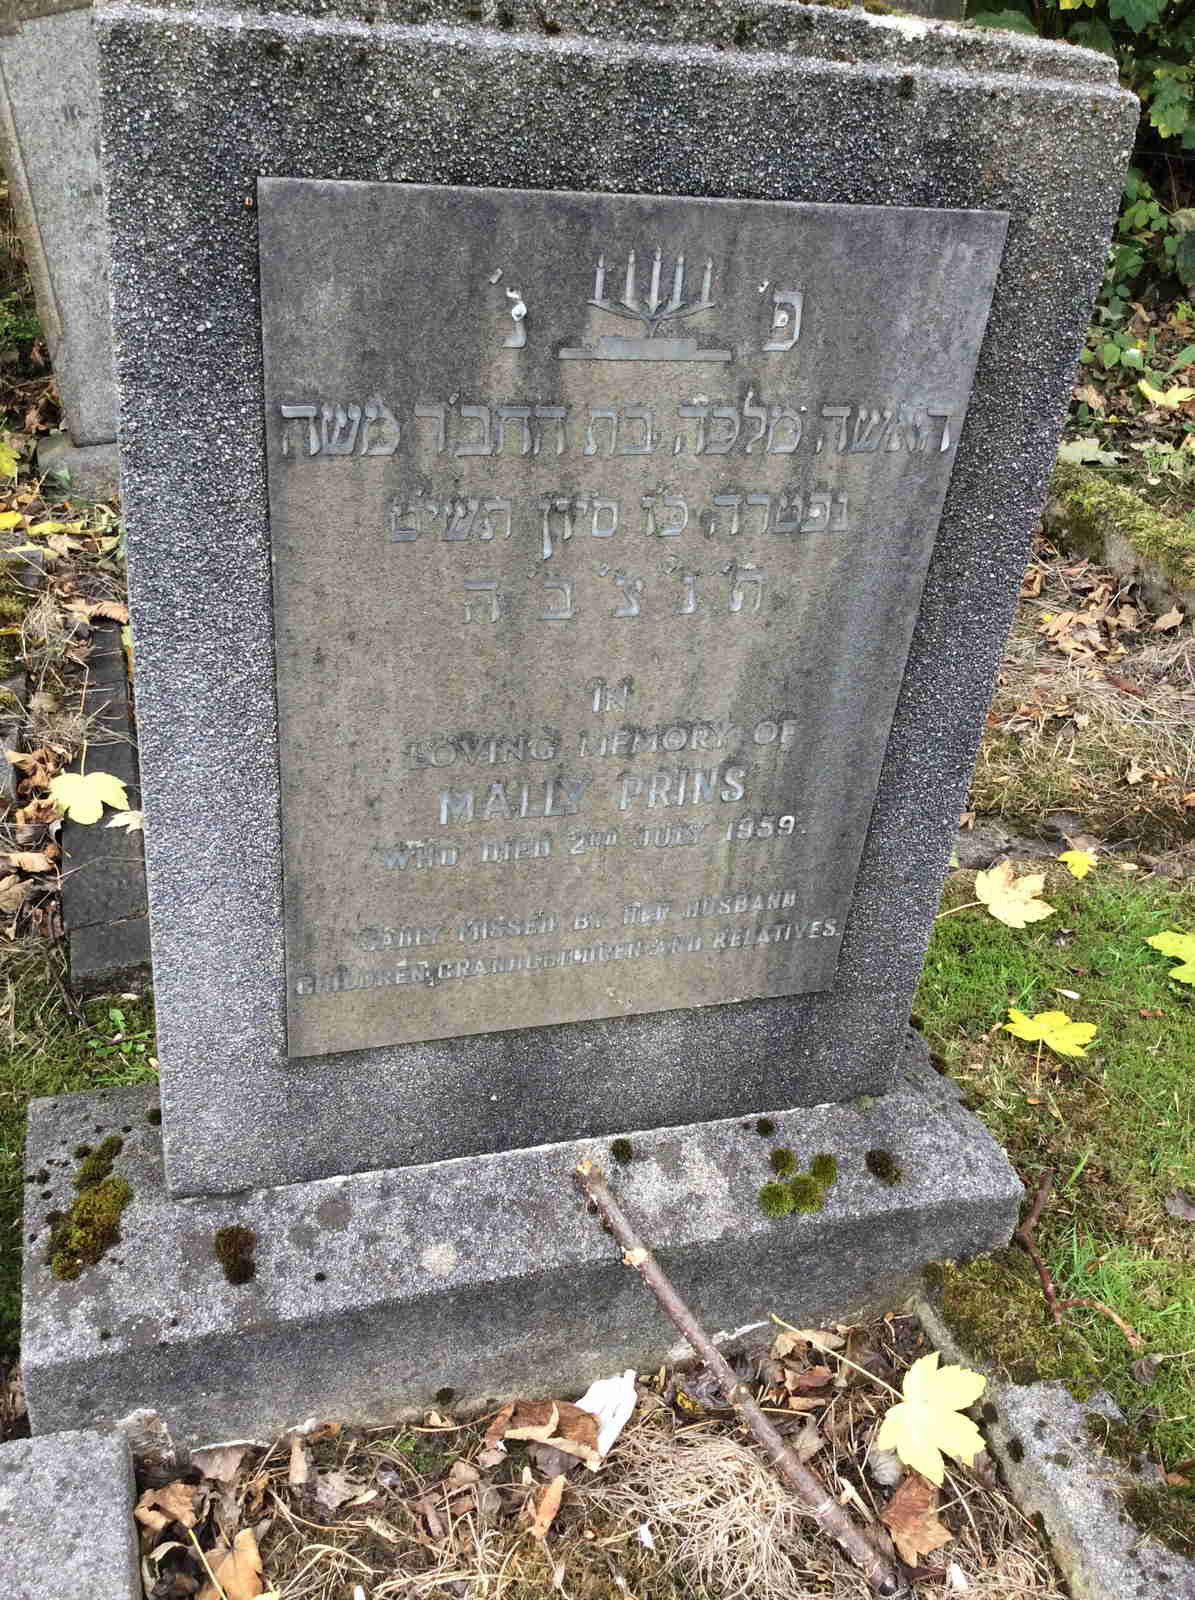 פ' נ'
האשה מלכה בת החבר משה
נפטרה כו סיון תשי"ט
ת' נ' צ' ב' ה
IN
LOVING MEMORY OF
MALLY PRINS
WHO DIED 2ND JULY 1959.
SADLY MISSED BY HER HUSBAND
CHILDREN, GRANDCHILDREN AND RELATIVES.